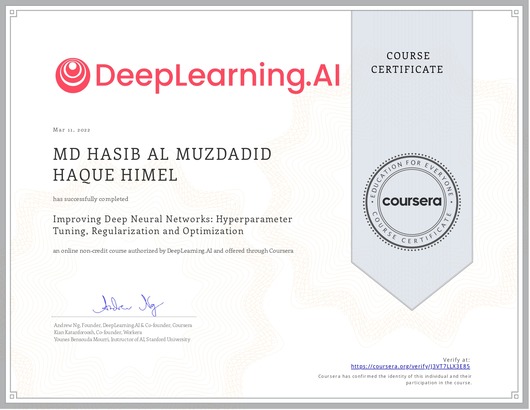 DeepLearning.AI
COURSE
CERTIFICATE
Mar 11, 2022
MD HASIB AL MUZDADID
HAQUE HIMEL
has successfully completed
Improving Deep Neural Networks: Hyperparameter
Tuning, Regularization and Optimization
an online non-credit course authorized by DeepLearning.AI and offered through Coursera
EDUCATION FOR EVERYONE
coursera
COURSE CERTIFICATE
Andrew Ng
Andrew Ng, Founder, DeepLearning.AI & Co-founder, Coursera
Kian Katanforoosh, Co-founder, Workera
Younes Bensouda Mourri, Instructor of AI, Stanford University
Verify at:
https://coursera.org/verify/J3VT7LLX3E85
Coursera has confirmed the identity of this individual and their
participation in the course.